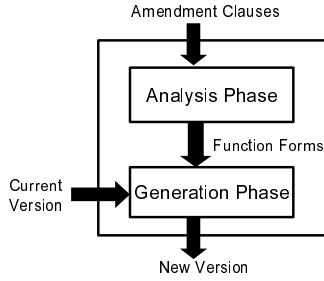 Amendment Clauses
Analysis Phase
Function Forms
Current
Version
Generation Phase
New Version